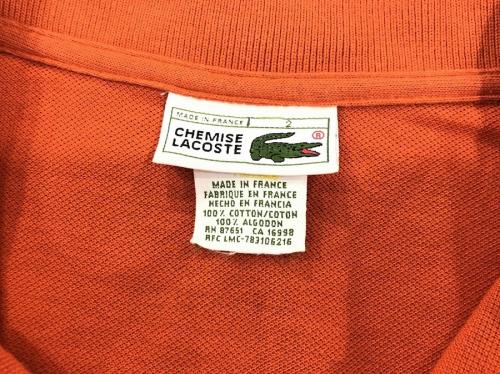 MADE IN FRANCE 2
CHEMISE
LACOSTE ®
MADE IN FRANCE
FABRIQUE EN FRANCE
HECHO EN FRANCIA
100% COTTON/COTON
100% ALGODON
RN 87651 CA 16998
RFC LMC-783106216